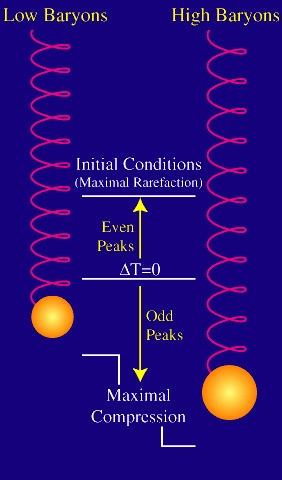 Low Baryons
High Baryons
Initial Conditions
(Maximal Rarefaction)
Even
Peaks
ΔT=0
Odd
Peaks
Maximal
Compression